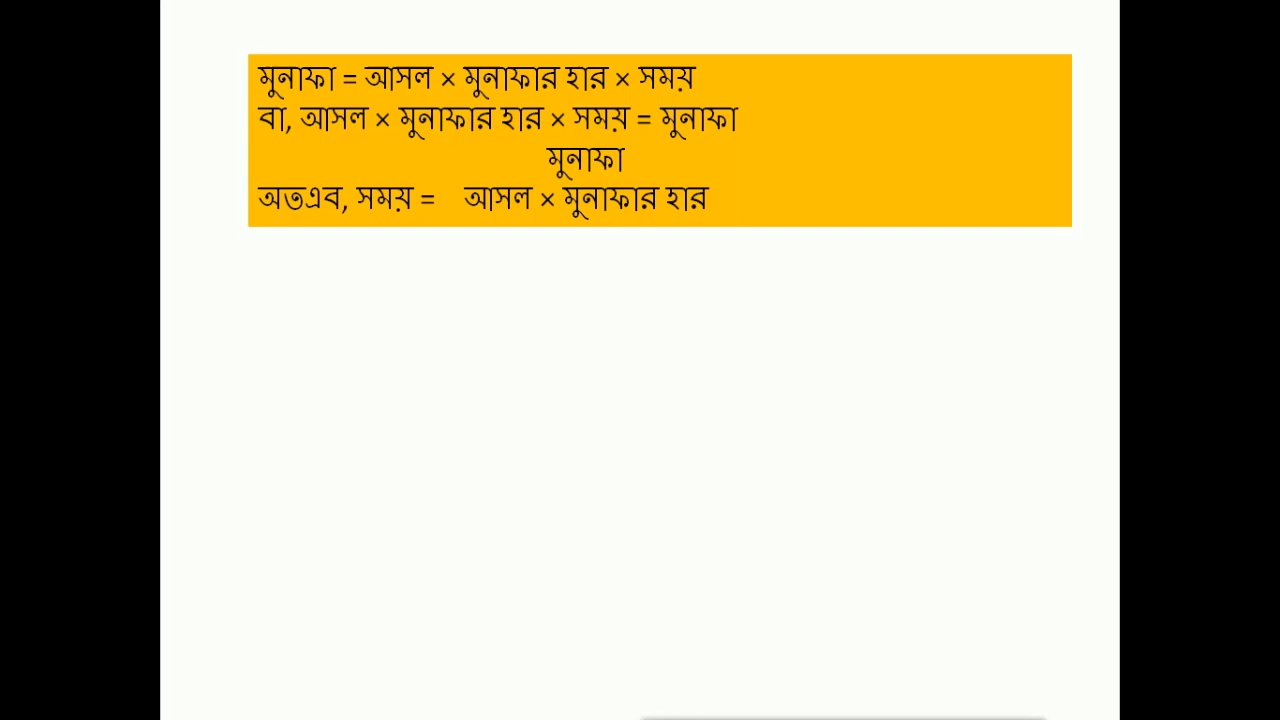 মুনাফা = আসল × মুনাফার হার × সময়
বা, আসল × মুনাফার হার × সময় = মুনাফা
মুনাফা
অতএব, সময় = আসল × মুনাফার হার